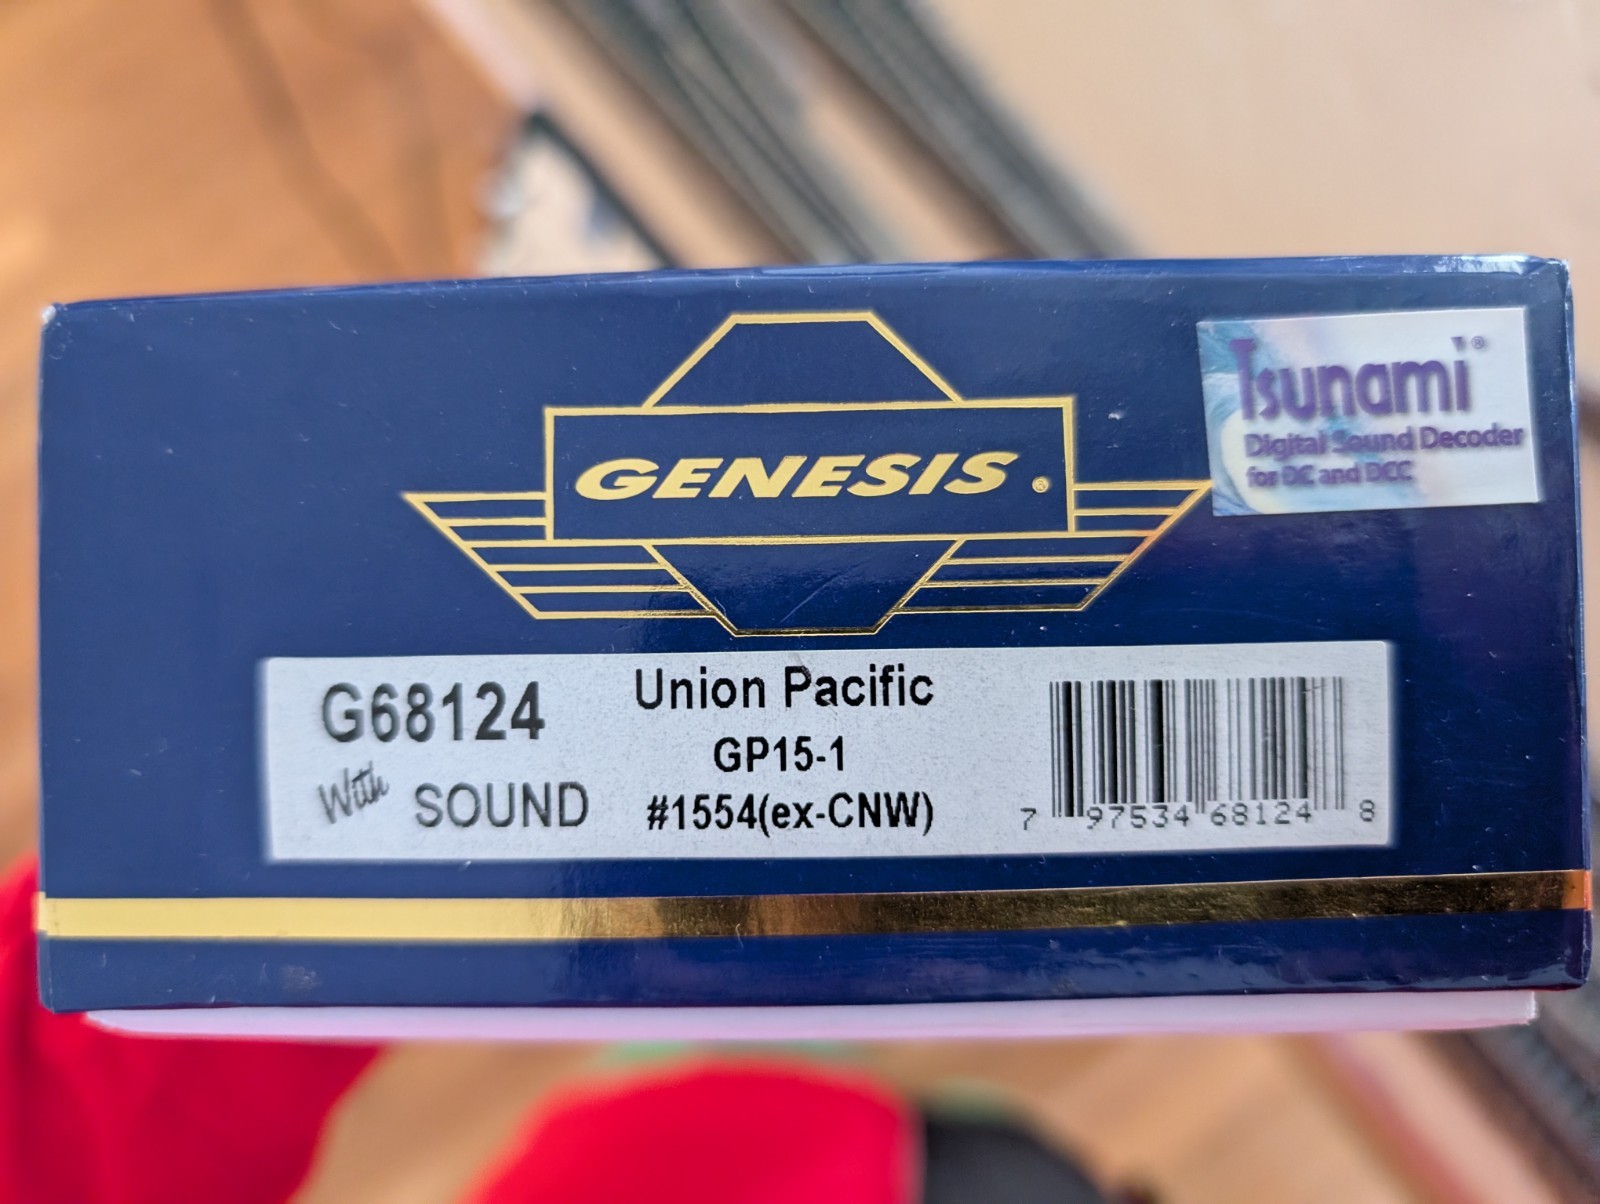 GENESIS®
Tsunami®
Digital Sound Decoder
for DC and DCC
G68124
With SOUND
Union Pacific
GP15-1
#1554(ex-CNW)
7 97534 68124 8